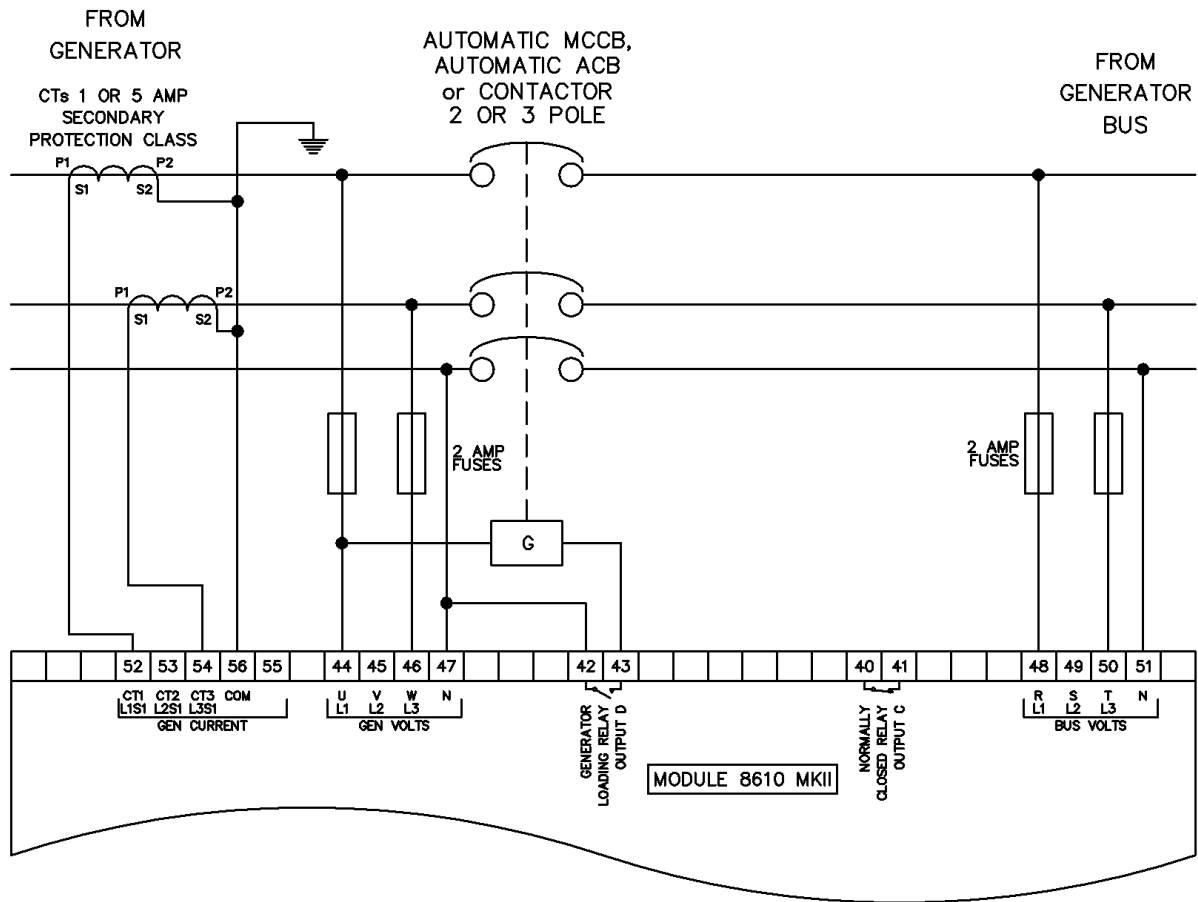 FROM
GENERATOR
CTs 1 OR 5 AMP
SECONDARY
PROTECTION CLASS
AUTOMATIC MCCB,
AUTOMATIC ACB
or CONTACTOR
2 OR 3 POLE
FROM
GENERATOR
BUS
P1 P2
S1 S2
P1 P2
S1 S2
2 AMP
FUSES
2 AMP
FUSES
G
52 53 54 56 55 44 45 46 47 42 43 40 41 48 49 50 51
CT1 CT2 CT3 COM
L1S1 L2S1 L3S1
GEN CURRENT
U V W N
L1 L2 L3
GEN VOLTS
GENERATOR
LOADING RELAY
OUTPUT D
NORMALLY
CLOSED RELAY
OUTPUT C
R S T N
L1 L2 L3
BUS VOLTS
MODULE 8610 MKII